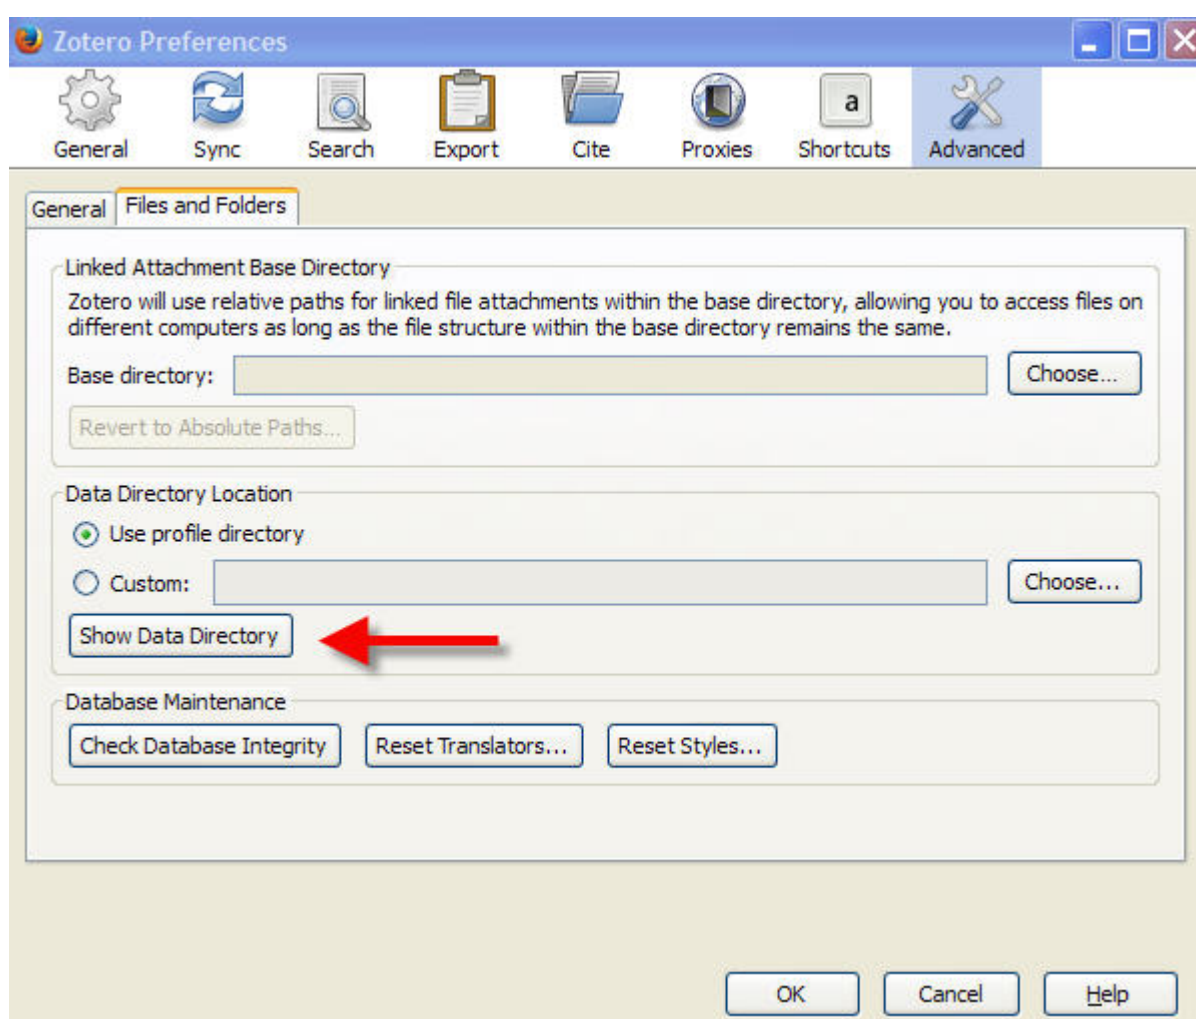 Zotero Preferences
General Sync Search Export Cite Proxies a Shortcuts Advanced
General Files and Folders
Linked Attachment Base Directory
Zotero will use relative paths for linked file attachments within the base directory, allowing you to access files on
different computers as long as the file structure within the base directory remains the same.
Base directory: Choose...
Revert to Absolute Paths...
Data Directory Location
Use profile directory
Custom: Choose...
Show Data Directory
Database Maintenance
Check Database Integrity Reset Translators... Reset Styles...
OK Cancel Help